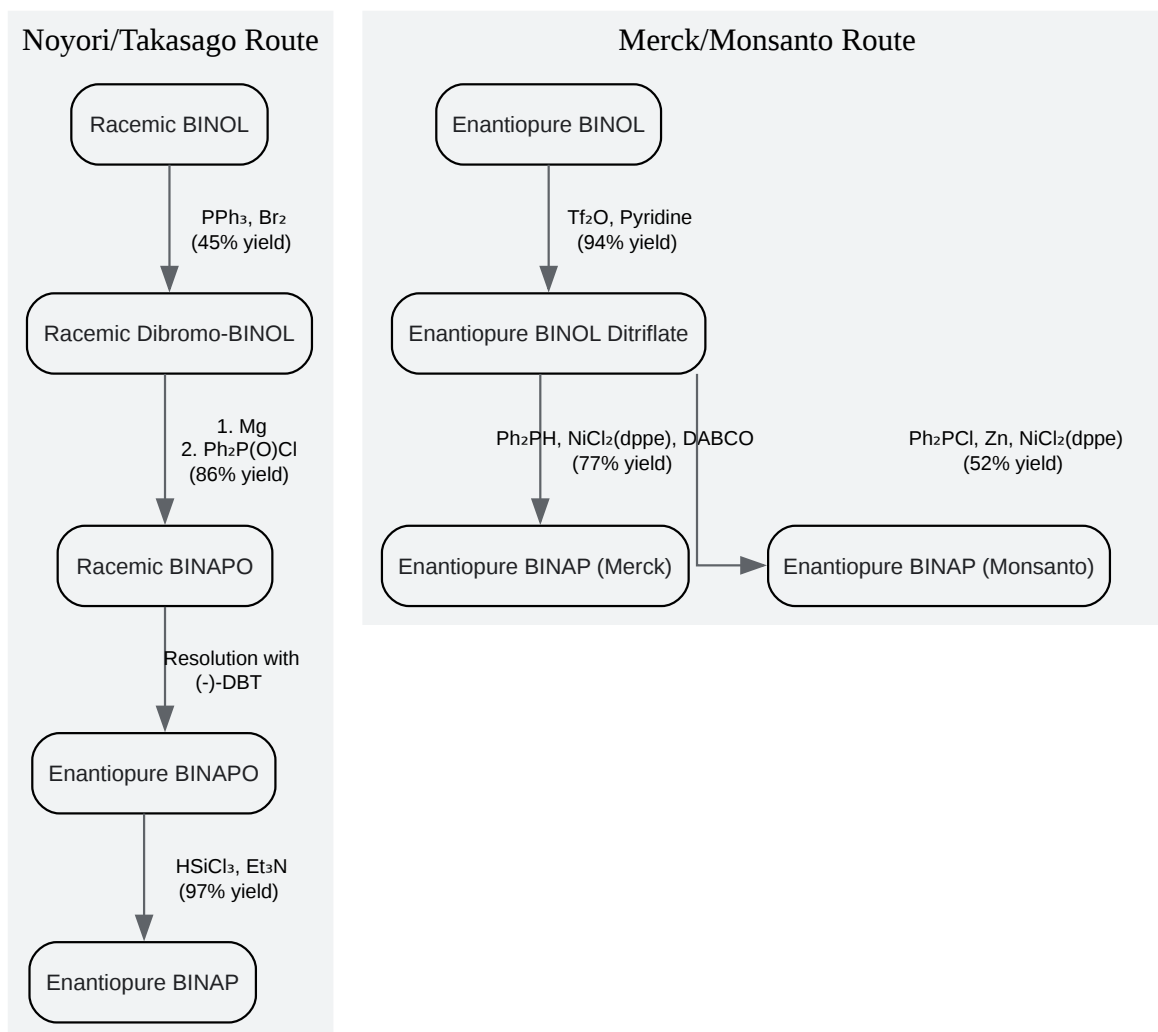 Noyori/Takasago Route
Racemic BINOL
PPh₃, Br₂
(45% yield)
Racemic Dibromo-BINOL
1. Mg
2. Ph₂P(O)Cl
(86% yield)
Racemic BINAPO
Resolution with
(-)-DBT
Enantiopure BINAPO
HSiCl₃, Et₃N
(97% yield)
Enantiopure BINAP
Merck/Monsanto Route
Enantiopure BINOL
Tf₂O, Pyridine
(94% yield)
Enantiopure BINOL Ditriflate
Ph₂PH, NiCl₂(dppe), DABCO
(77% yield)
Ph₂PCl, Zn, NiCl₂(dppe)
(52% yield)
Enantiopure BINAP (Merck)
Enantiopure BINAP (Monsanto)